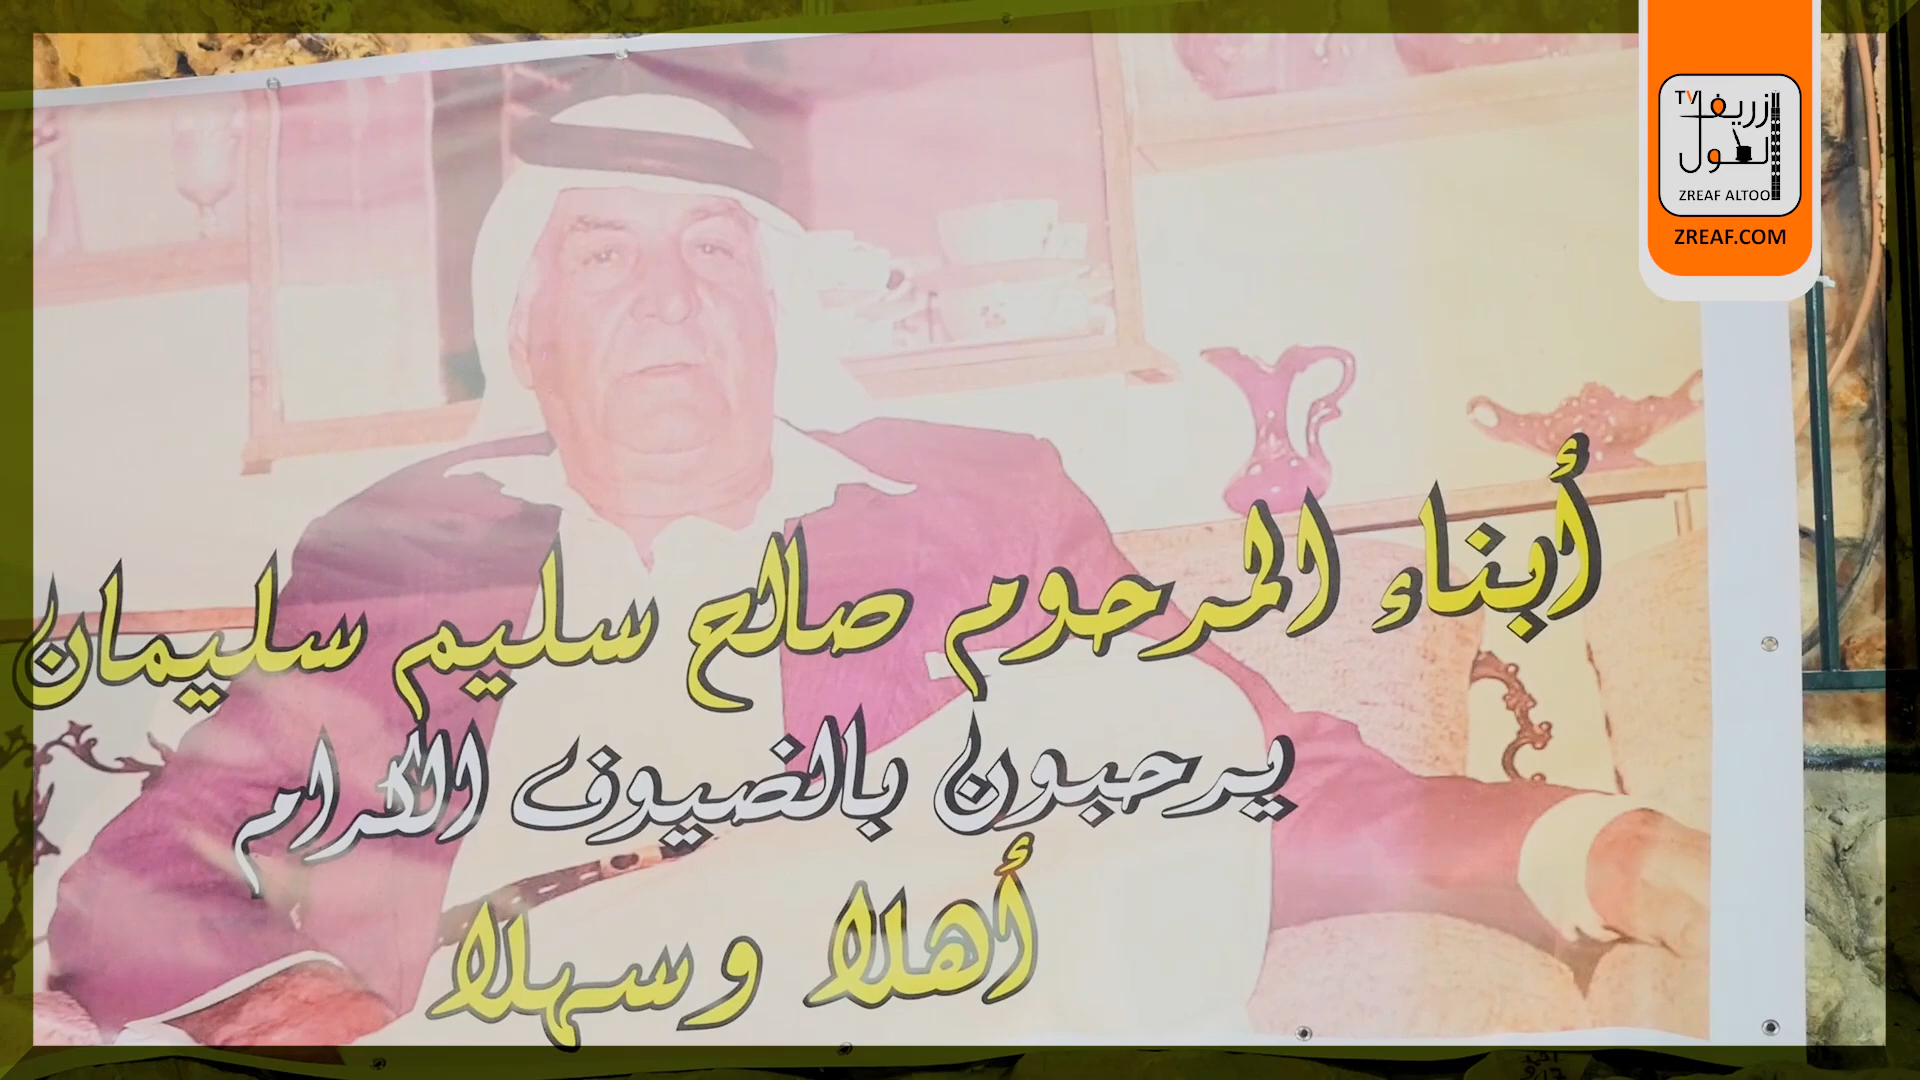 أبناء المرحوم صالح سليم سليمان
يرحبون بالضيوف الكرام
أهلا وسهلا
TV
زريف الطول
ZREAF ALTOOL
ZREAF.COM